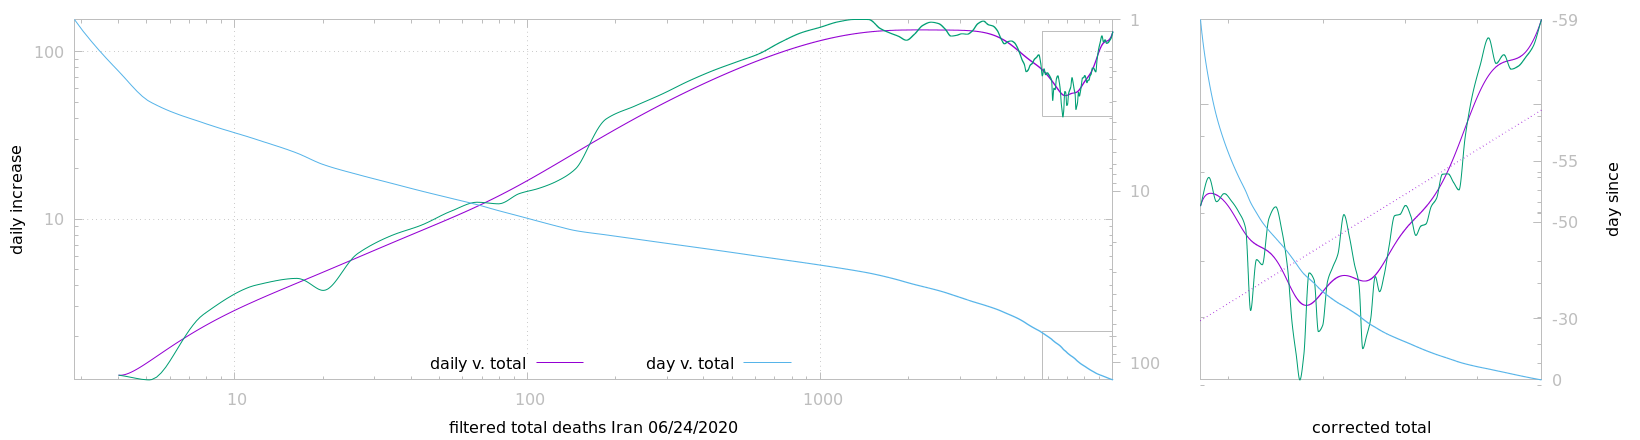 1
-59
100
-55
daily increase
day since
10
10
-50
-30
daily v. total
day v. total
100
0
10
100
1000
filtered total deaths Iran 06/24/2020
corrected total